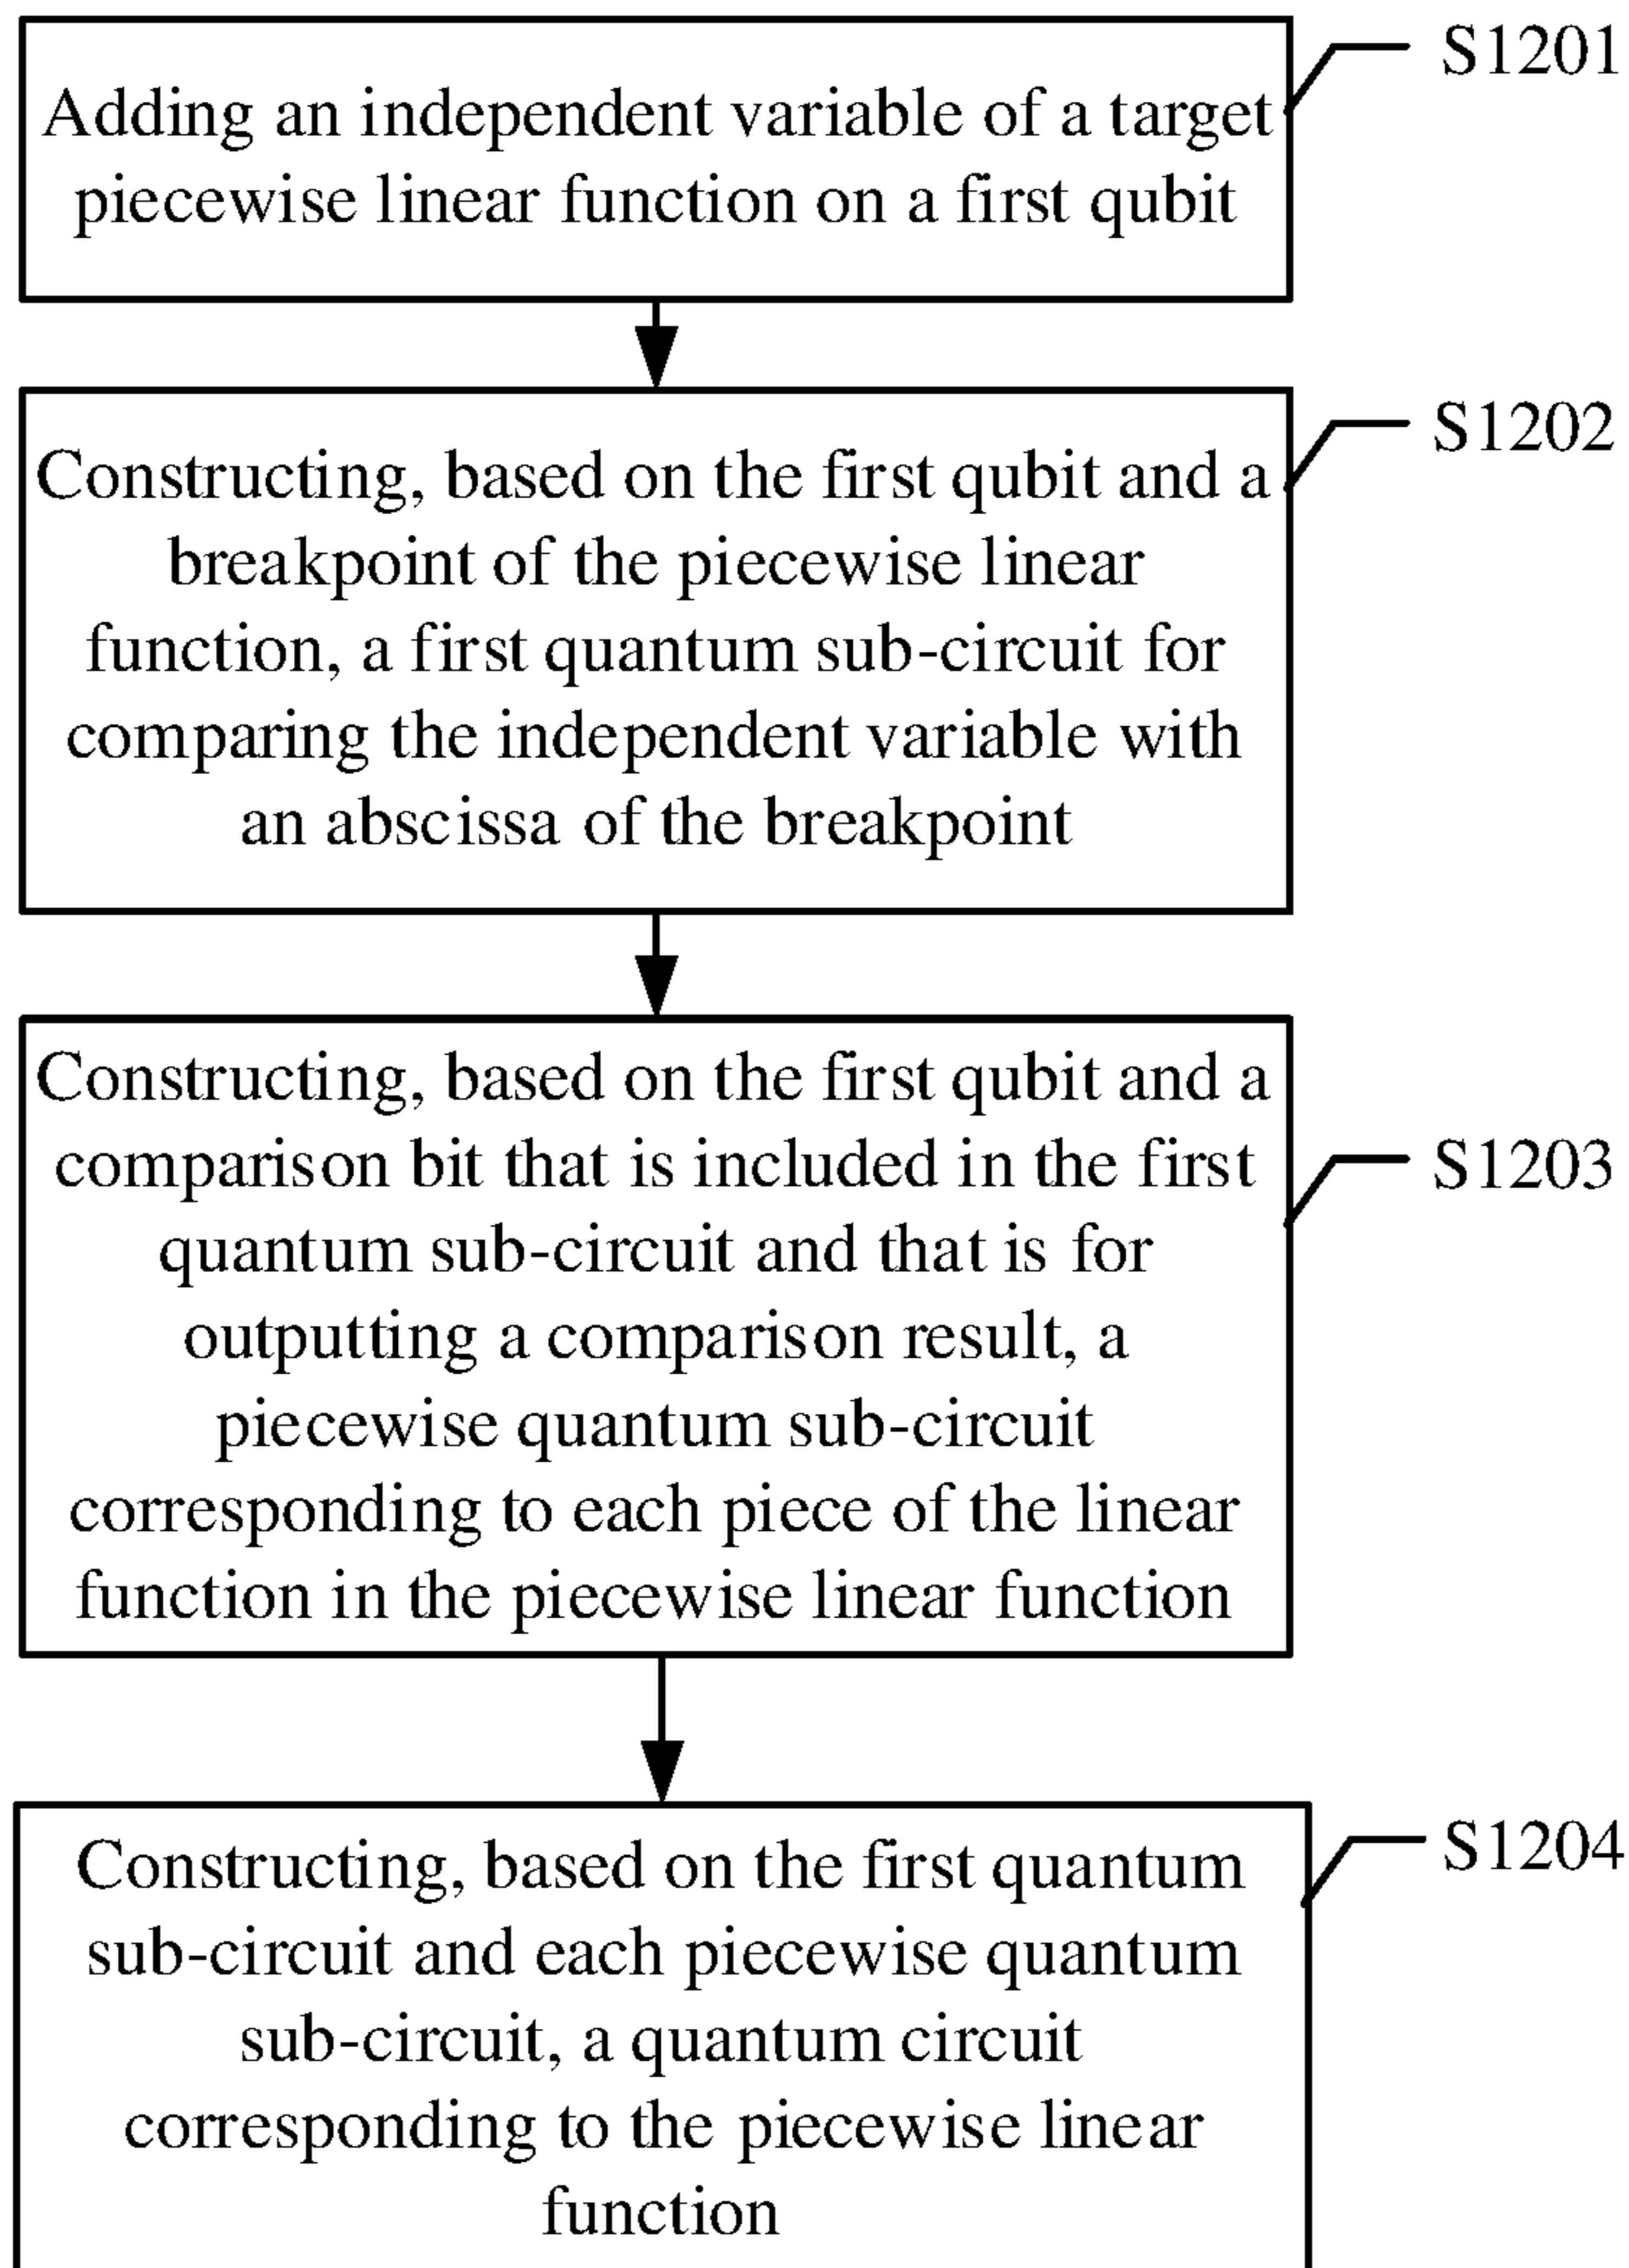 S1201
Adding an independent variable of a target
piecewise linear function on a first qubit
S1202
Constructing, based on the first qubit and a
breakpoint of the piecewise linear
function, a first quantum sub-circuit for
comparing the independent variable with
an abscissa of the breakpoint
Constructing, based on the first qubit and a
comparison bit that is included in the first
S1203
quantum sub-circuit and that is for
outputting a comparison result, a
piecewise quantum sub-circuit
corresponding to each piece of the linear
function in the piecewise linear function
S1204
Constructing, based on the first quantum
sub-circuit and each piecewise quantum
sub-circuit, a quantum circuit
corresponding to the piecewise linear
function